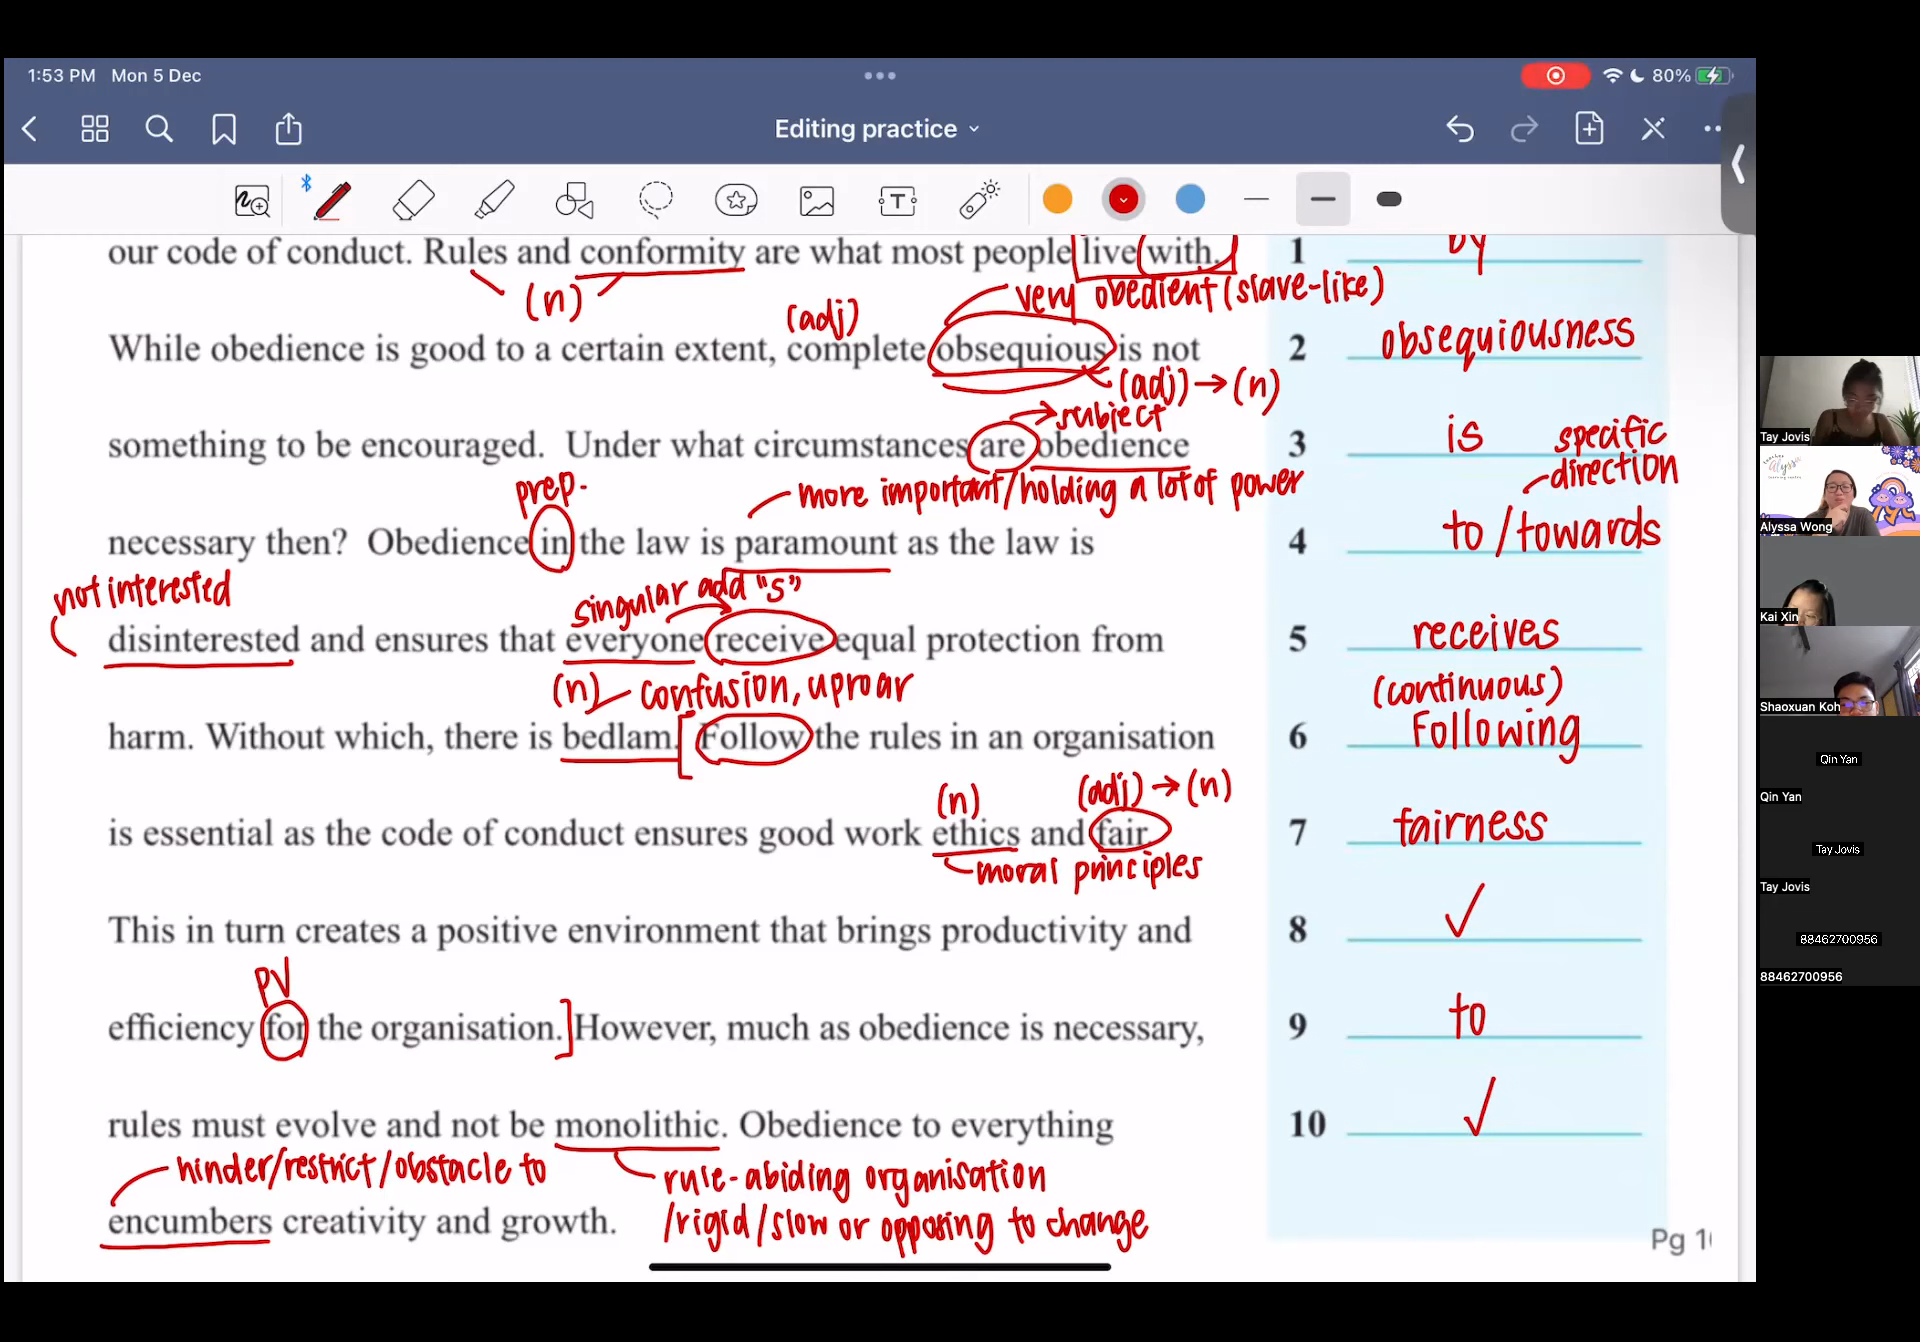 1:53 PM Mon 5 Dec
80%
Editing practice
T
our code of conduct. Rules and conformity are what most people live with. 1 by
(n)
very obedient (slave-like)
(adj)
While obedience is good to a certain extent, complete obsequious is not 2 obsequiousness
(adj) → (n)
subject
something to be encouraged. Under what circumstances are obedience 3 is
specific direction
prep.
more important/holding a lot of power
necessary then? Obedience in the law is paramount as the law is 4 to / towards
not interested
singular add "s"
disinterested and ensures that everyone receive equal protection from 5 receives
(n) confusion, uproar
(continuous)
harm. Without which, there is bedlam. Follow the rules in an organisation 6 Following
(n)
(adj) → (n)
is essential as the code of conduct ensures good work ethics and fair. 7 fairness
moral principles
This in turn creates a positive environment that brings productivity and 8 ✓
PV
efficiency for the organisation. However, much as obedience is necessary, 9 to
rules must evolve and not be monolithic. Obedience to everything 10 ✓
hinder/restrict/obstacle to
rule-abiding organisation
/rigid/slow or opposing to change
encumbers creativity and growth.
Pg
Tay Jovis
teacher Alyssa
Alyssa Wong
Kai Xin
Shaoxuan Koh
Qin Yan
Qin Yan
Tay Jovis
Tay Jovis
88462700956
88462700956